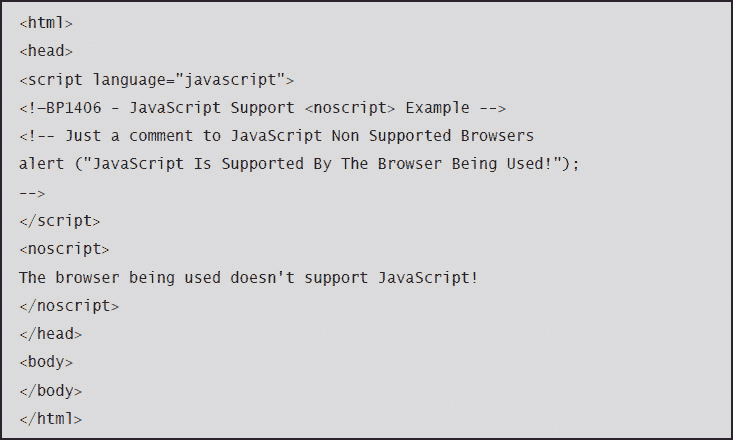 <html>
<head>
<script language="javascript">
<!–BP1406 - JavaScript Support <noscript> Example -->
<!-- Just a comment to JavaScript Non Supported Browsers
alert ("JavaScript Is Supported By The Browser Being Used!");
-->
</script>
<noscript>
The browser being used doesn't support JavaScript!
</noscript>
</head>
<body>
</body>
</html>